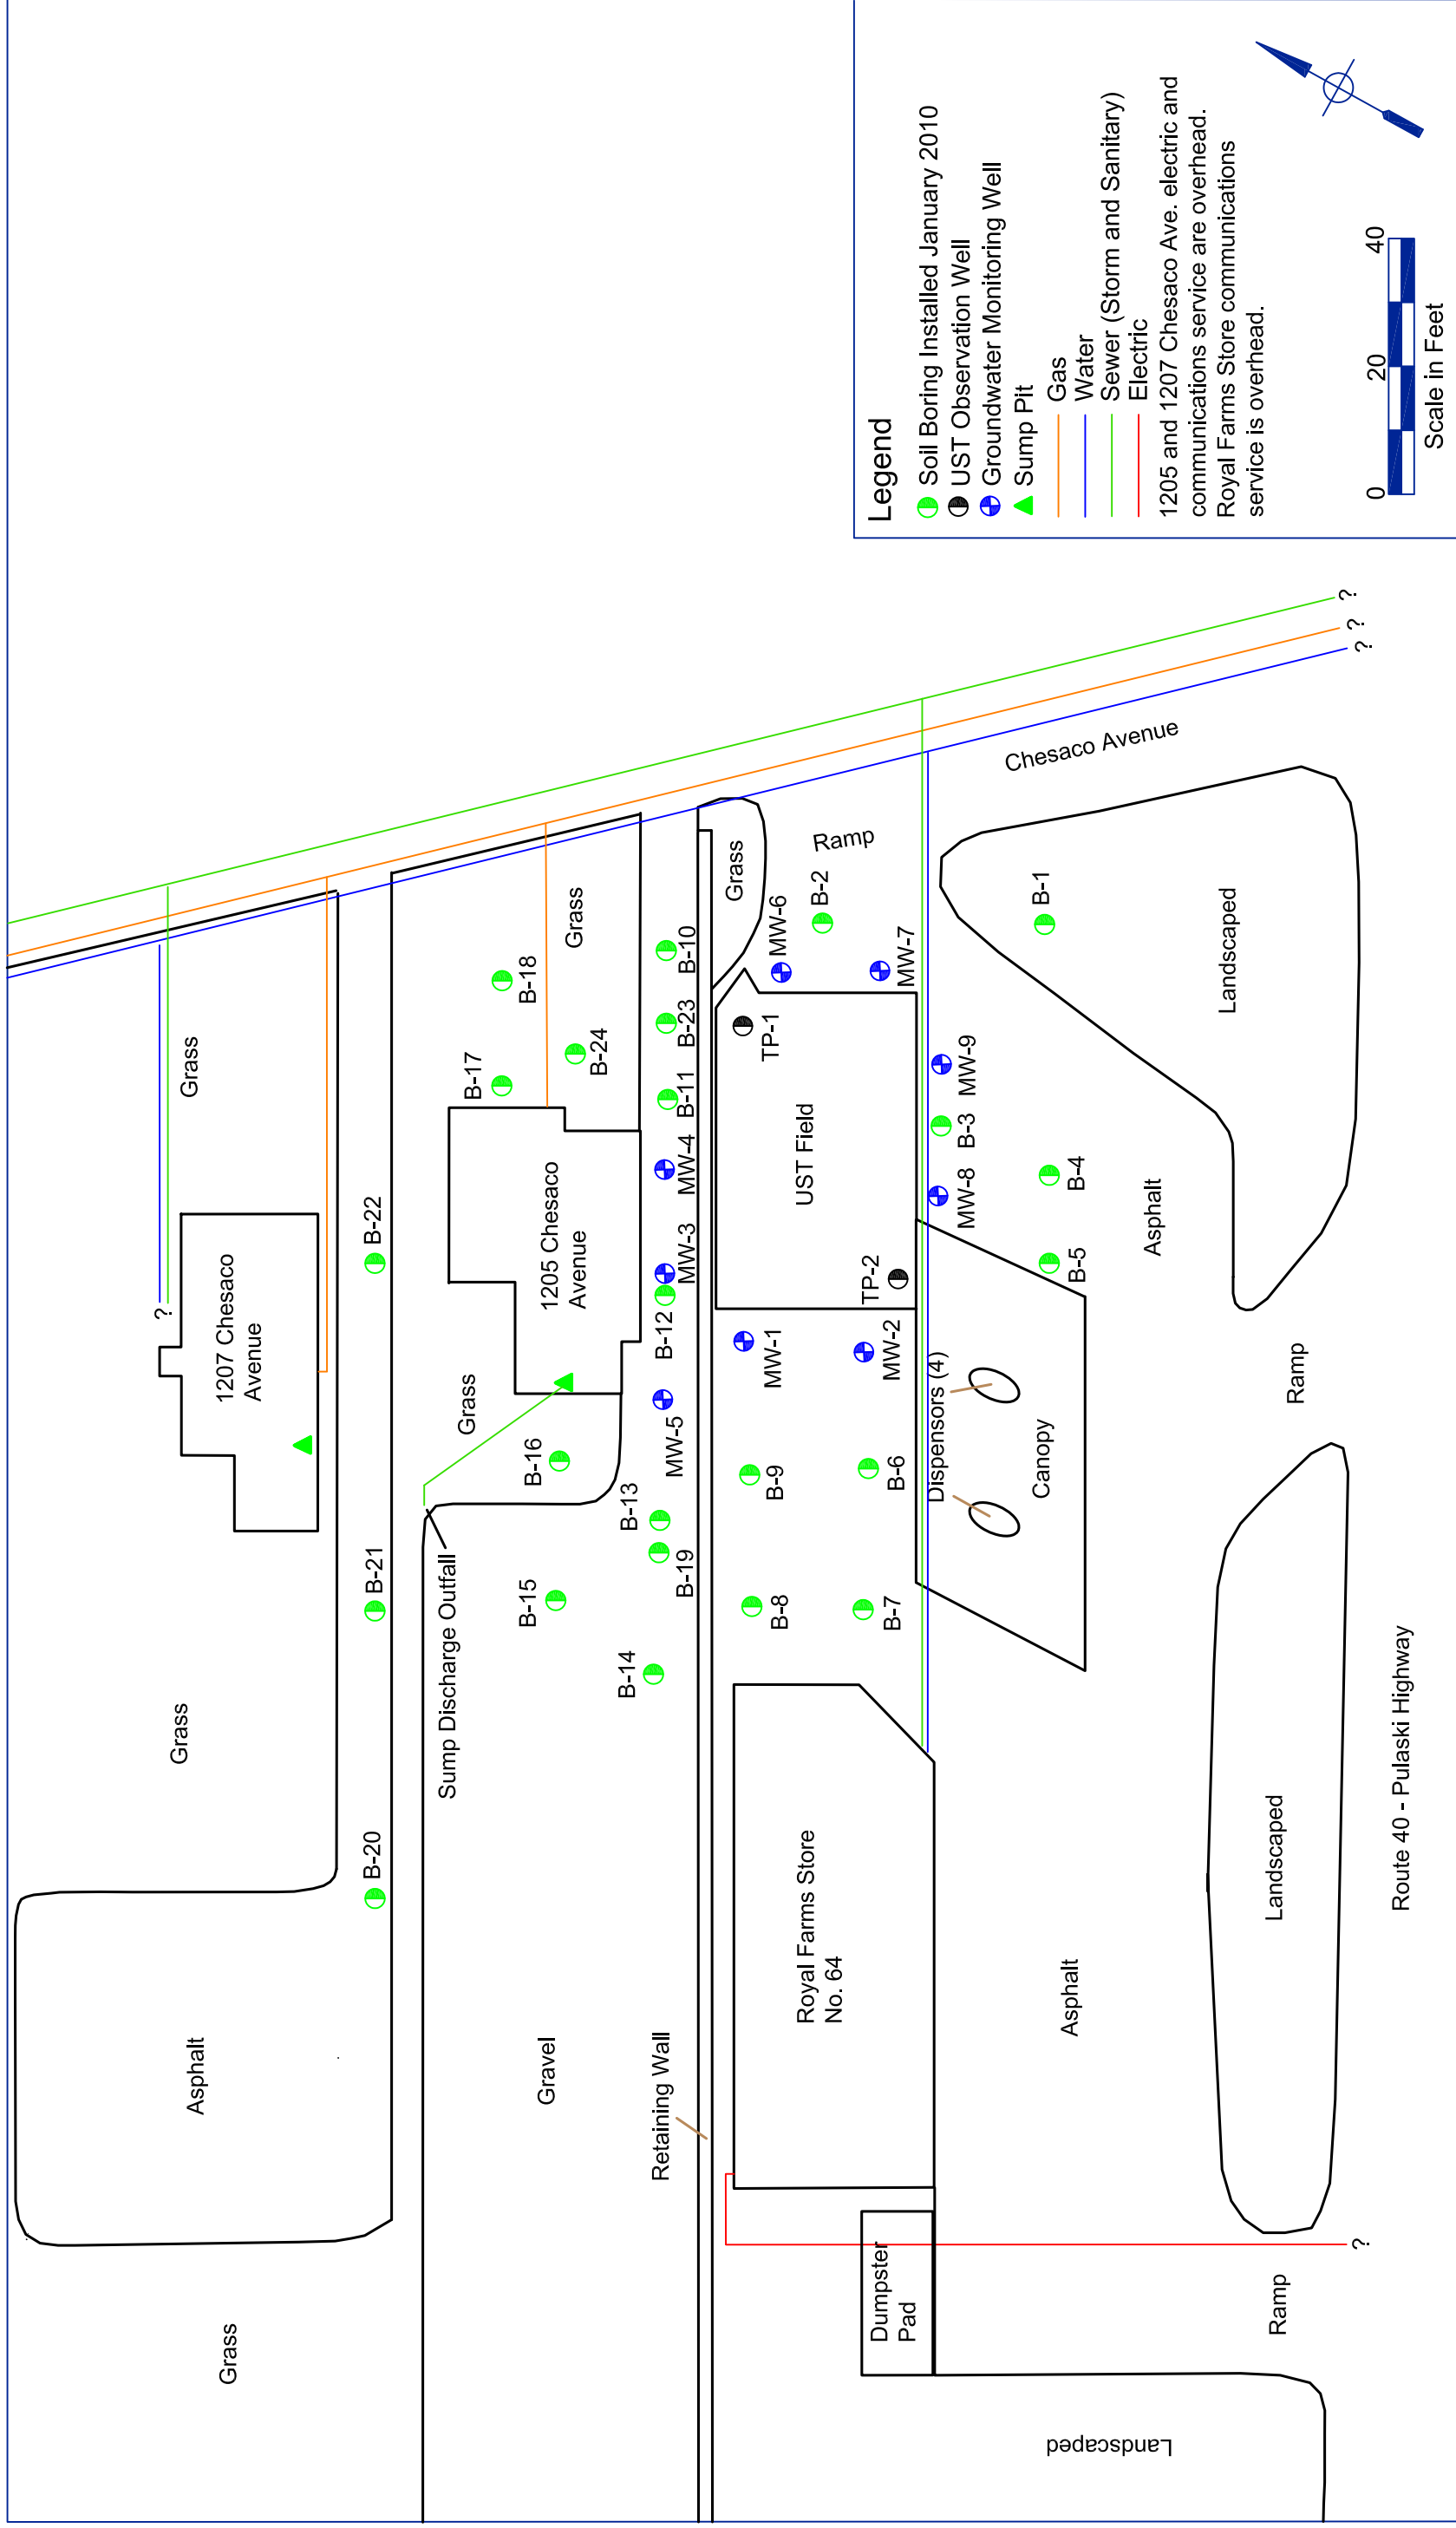 Grass
Asphalt
Grass
1207 Chesaco
Avenue
?
Grass
B-20
B-21
B-22
Sump Discharge Outfall
Grass
1205 Chesaco
Avenue
B-17
B-18
B-24
Grass
Gravel
B-15
B-16
B-14
B-13
B-19
MW-5
B-12
MW-3
MW-4
B-11
B-23
B-10
Retaining Wall
Grass
Royal Farms Store
No. 64
B-8
B-9
MW-1
UST Field
TP-1
MW-6
B-2
Ramp
B-7
B-6
MW-2
TP-2
MW-7
Dumpster
Pad
Dispensors (4)
Canopy
MW-8
B-3
MW-9
B-5
B-4
B-1
Chesaco Avenue
Asphalt
Asphalt
Landscaped
Landscaped
Landscaped
Ramp
Ramp
?
?
?
?
Route 40 - Pulaski Highway
Legend
Soil Boring Installed January 2010
UST Observation Well
Groundwater Monitoring Well
Sump Pit
Gas
Water
Sewer (Storm and Sanitary)
Electric
1205 and 1207 Chesaco Ave. electric and
communications service are overhead.
Royal Farms Store communications
service is overhead.
0 20 40
Scale in Feet